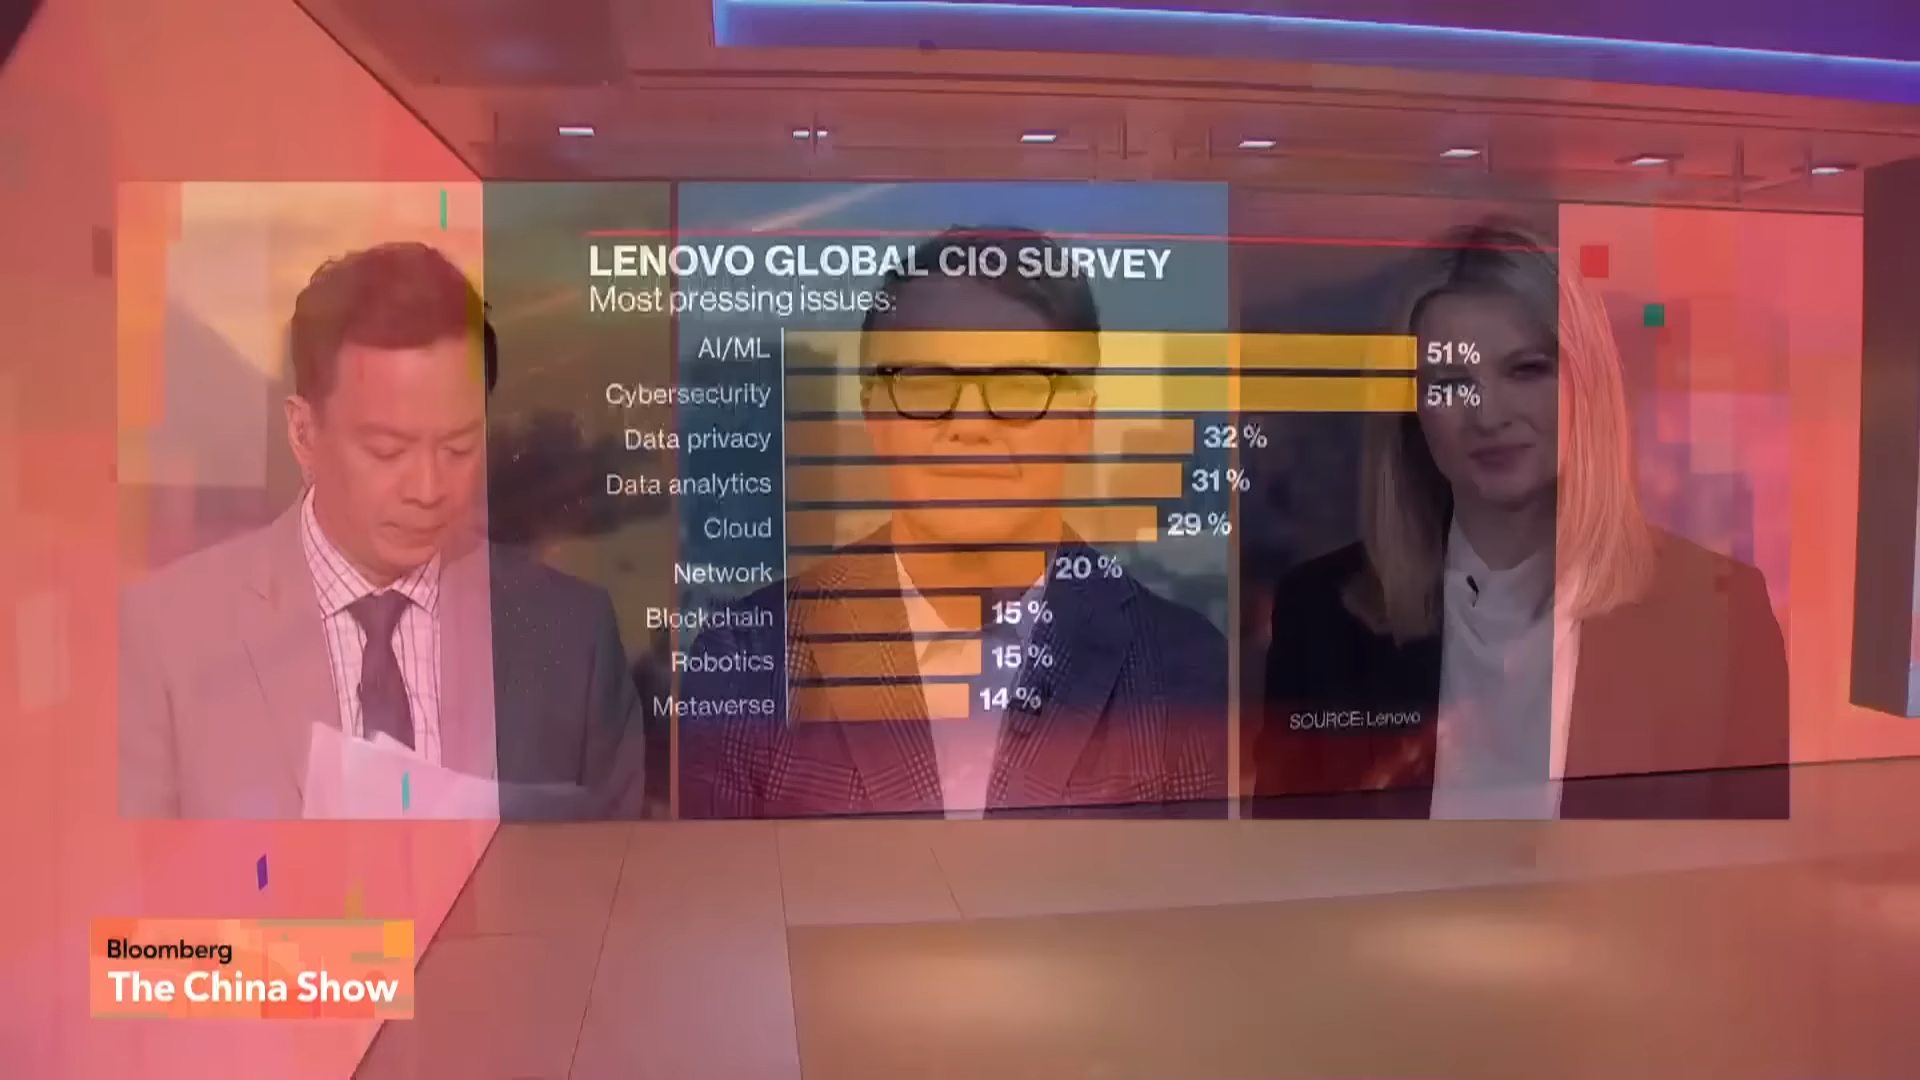 LENOVO GLOBAL CIO SURVEY
Most pressing issues:
AI/ML 51%
Cybersecurity 51%
Data privacy 32%
Data analytics 31%
Cloud 29%
Network 20%
Blockchain 15%
Robotics 15%
Metaverse 14%
SOURCE: Lenovo
Bloomberg
The China Show